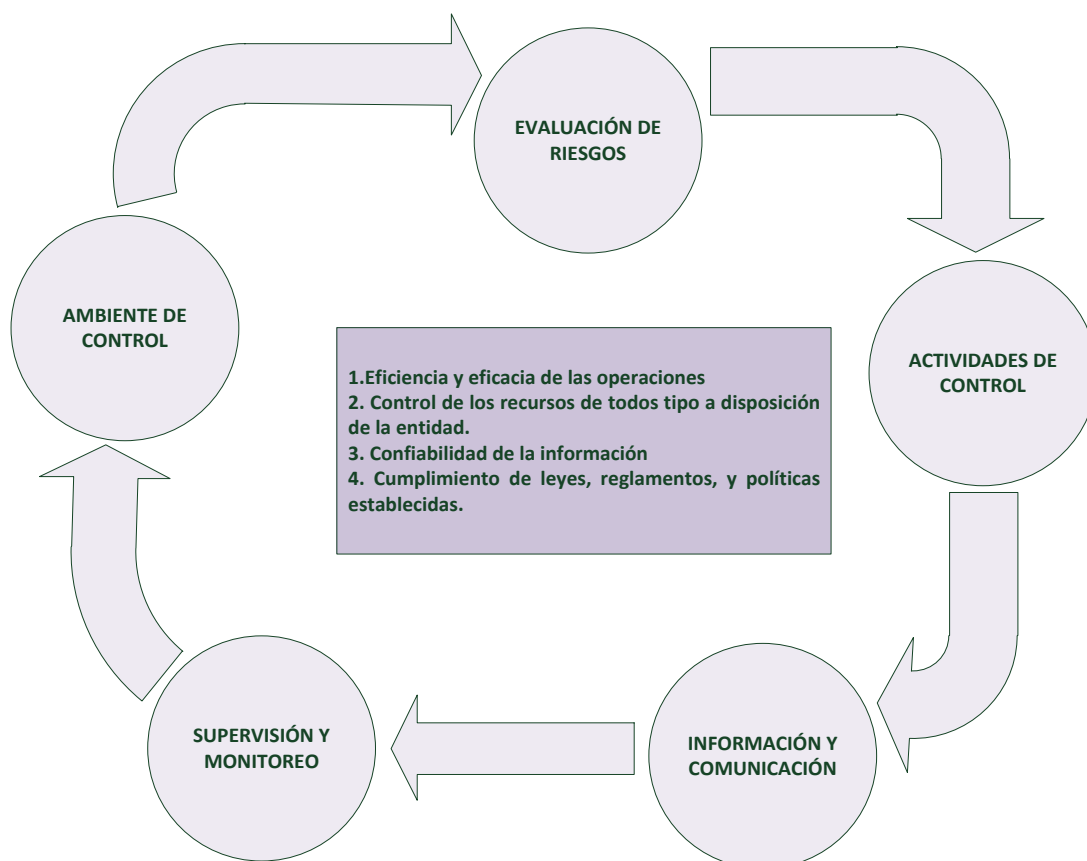 EVALUACIÓN DE
RIESGOS
AMBIENTE DE
CONTROL
ACTIVIDADES DE
CONTROL
1.Eficiencia y eficacia de las operaciones
2. Control de los recursos de todos tipo a disposición
de la entidad.
3. Confiabilidad de la información
4. Cumplimiento de leyes, reglamentos, y políticas
establecidas.
SUPERVISIÓN Y
MONITOREO
INFORMACIÓN Y
COMUNICACIÓN